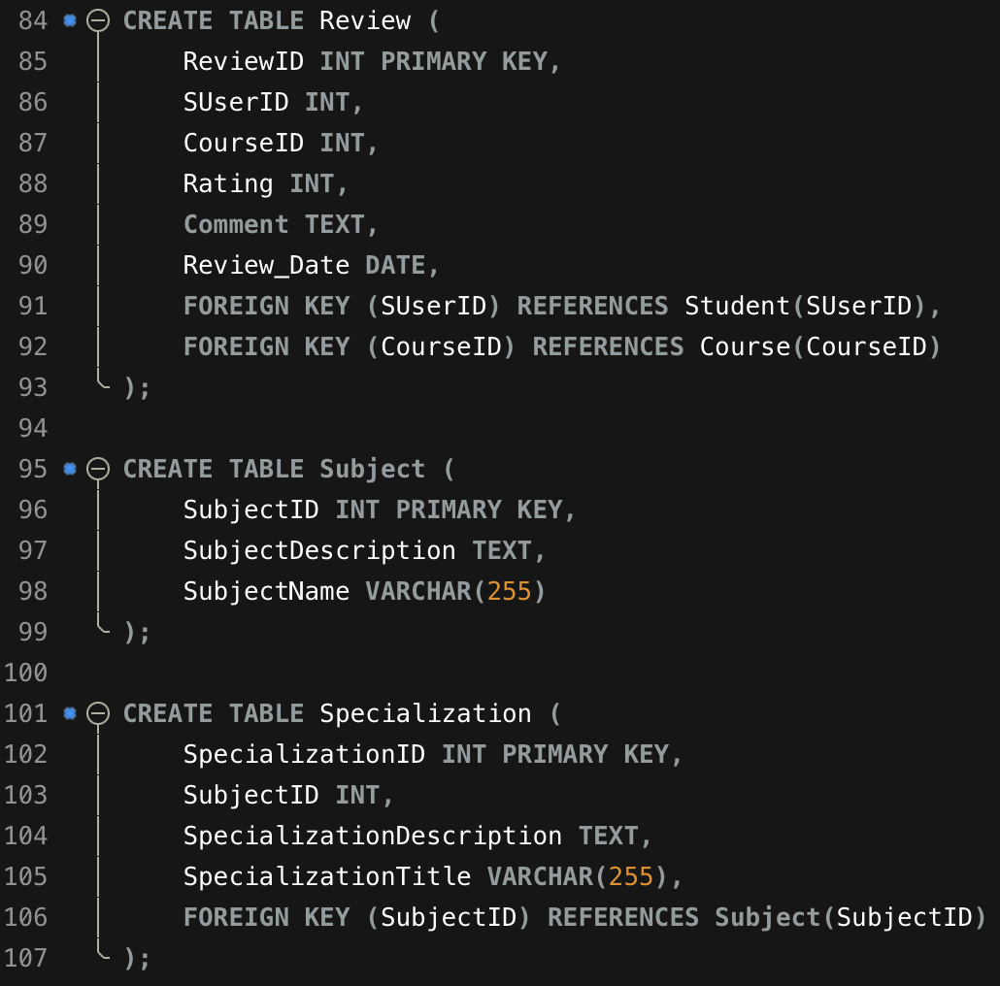 84 CREATE TABLE Review (
85 ReviewID INT PRIMARY KEY,
86 SUserID INT,
87 CourseID INT,
88 Rating INT,
89 Comment TEXT,
90 Review_Date DATE,
91 FOREIGN KEY (SUserID) REFERENCES Student(SUserID),
92 FOREIGN KEY (CourseID) REFERENCES Course(CourseID)
93 );
94
95 CREATE TABLE Subject (
96 SubjectID INT PRIMARY KEY,
97 SubjectDescription TEXT,
98 SubjectName VARCHAR(255)
99 );
100
101 CREATE TABLE Specialization (
102 SpecializationID INT PRIMARY KEY,
103 SubjectID INT,
104 SpecializationDescription TEXT,
105 SpecializationTitle VARCHAR(255),
106 FOREIGN KEY (SubjectID) REFERENCES Subject(SubjectID)
107 );